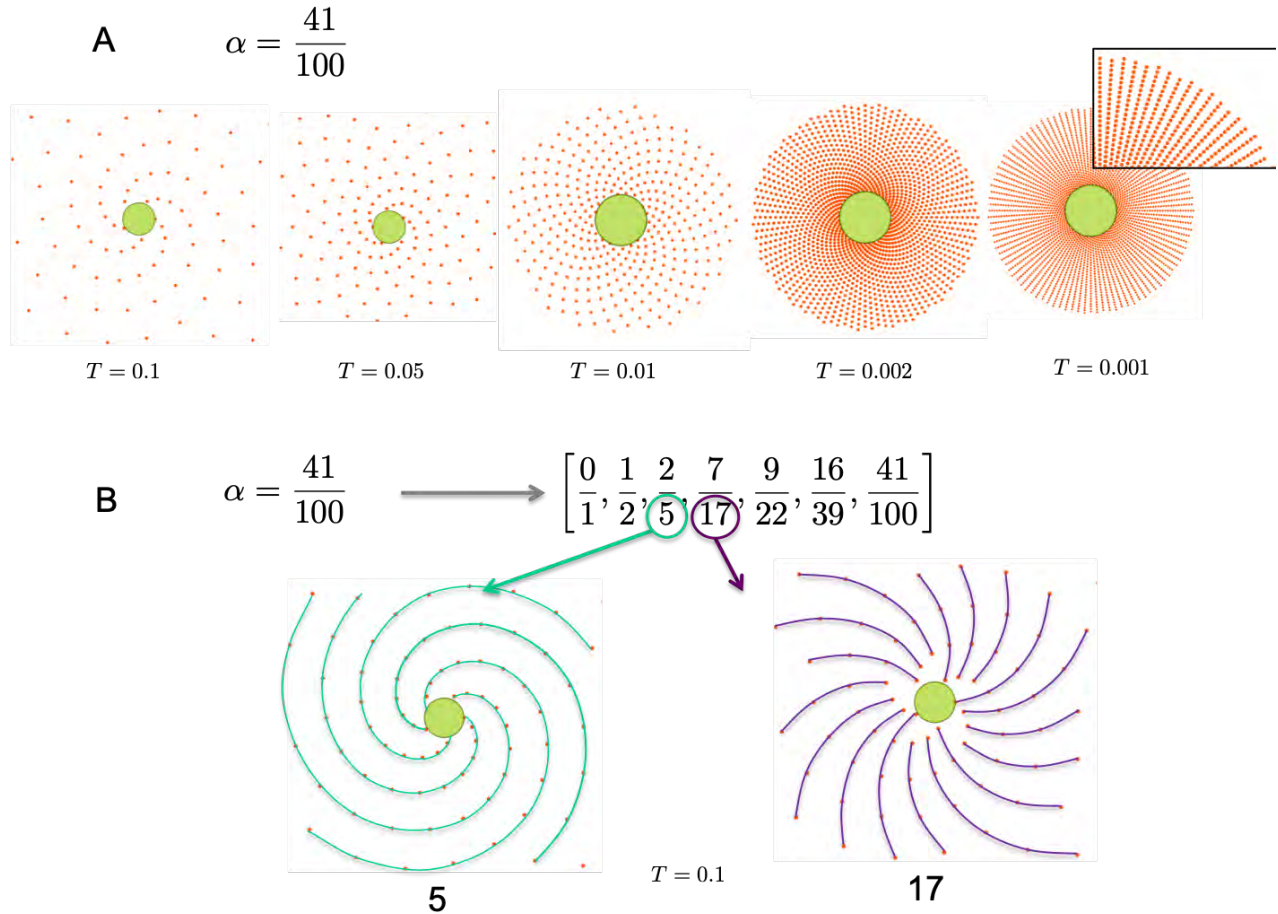 A α = 41/100
T = 0.1 T = 0.05 T = 0.01 T = 0.002 T = 0.001
B α = 41/100 [0/1, 1/2, 2/5, 7/17, 9/22, 16/39, 41/100]
T = 0.1
5 17